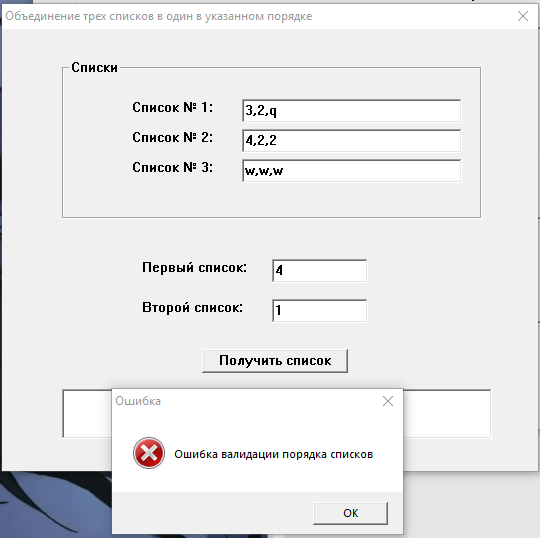 Объединение трех списков в один в указанном порядке
Списки
Список № 1: 3,2,q
Список № 2: 4,2,2
Список № 3: w,w,w
Первый список: 4
Второй список: 1
Получить список
Ошибка
Ошибка валидации порядка списков
ОК